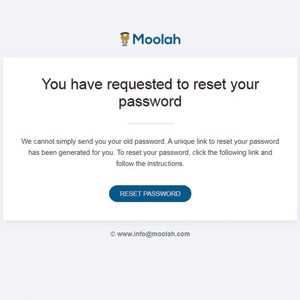 Moolah
You have requested to reset your
password
We cannot simply send you your old password. A unique link to reset your password
has been generated for you. To reset your password, click the following link and
follow the instructions.
RESET PASSWORD
© www.info@moolah.com